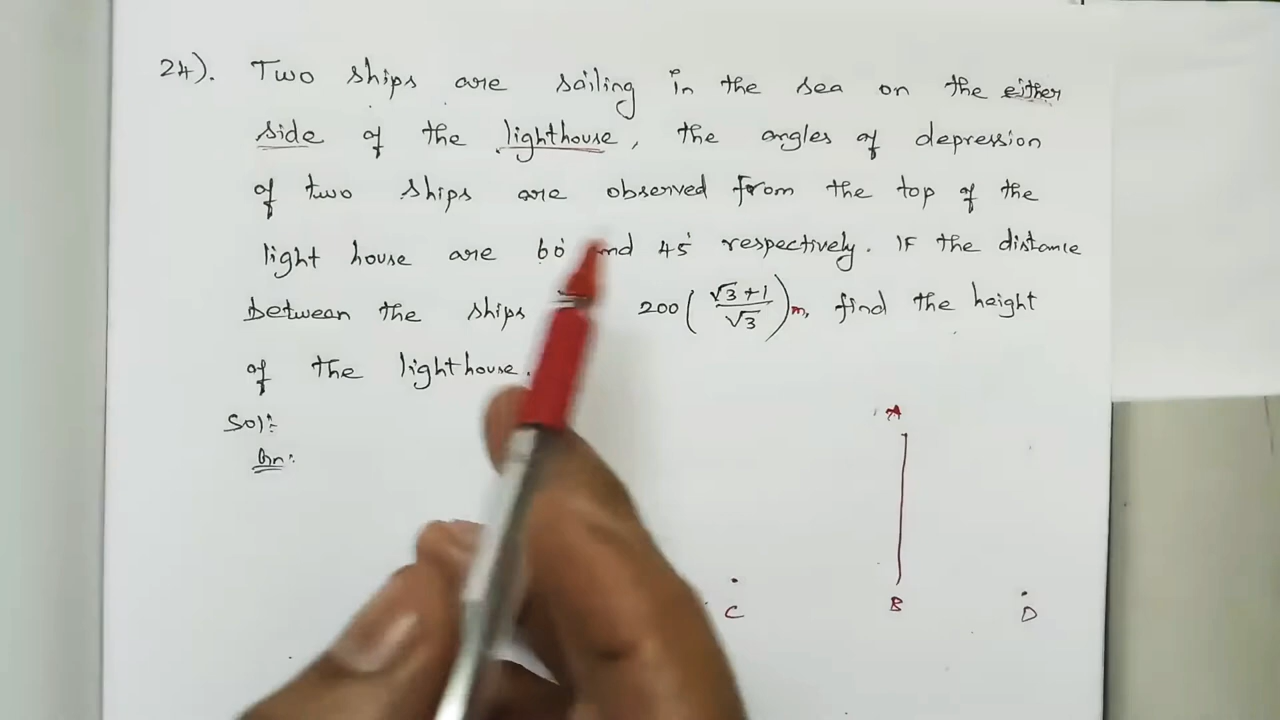 24). Two ships are sailing in the sea on the either
side of the lighthouse, the angles of depression
of two ships are observed from the top of the
light house are 60° and 45° respectively. If the distance
between the ships 200(√3+1/√3)m, find the height
of the lighthouse.
Sol:
Gn:
A
C B D